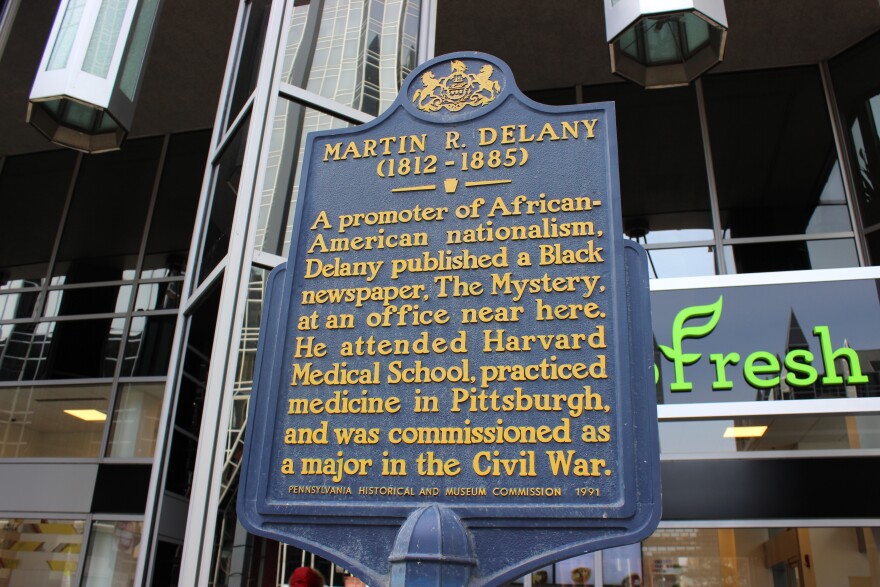 MARTIN R. DELANY
(1812 - 1885)
A promoter of African-
American nationalism,
Delany published a Black
newspaper, The Mystery,
at an office near here.
He attended Harvard
Medical School, practiced
medicine in Pittsburgh,
and was commissioned as
a major in the Civil War.
PENNSYLVANIA HISTORICAL AND MUSEUM COMMISSION 1991
fresh